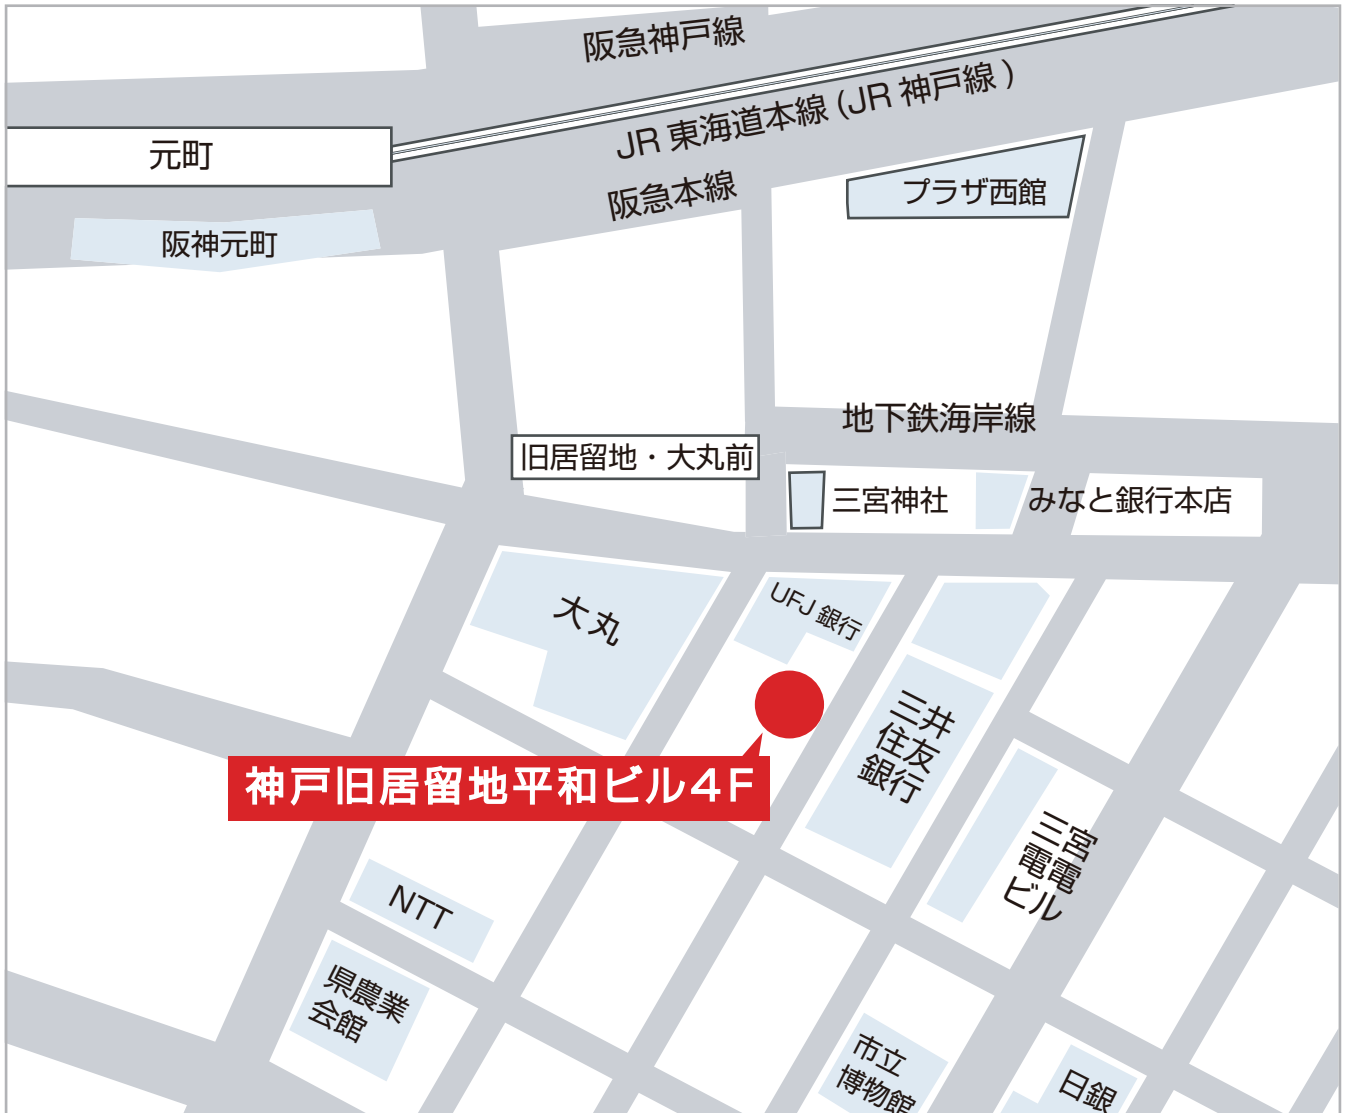 阪急神戸線
JR 東海道本線 (JR 神戸線 )
元町
阪急本線
プラザ西館
阪神元町
地下鉄海岸線
旧居留地・大丸前
三宮神社
みなと銀行本店
大丸
UFJ 銀行
三井
住友
銀行
神戸旧居留地平和ビル4F
三宮
電電
ビル
NTT
県農業
会館
市立
博物館
日銀